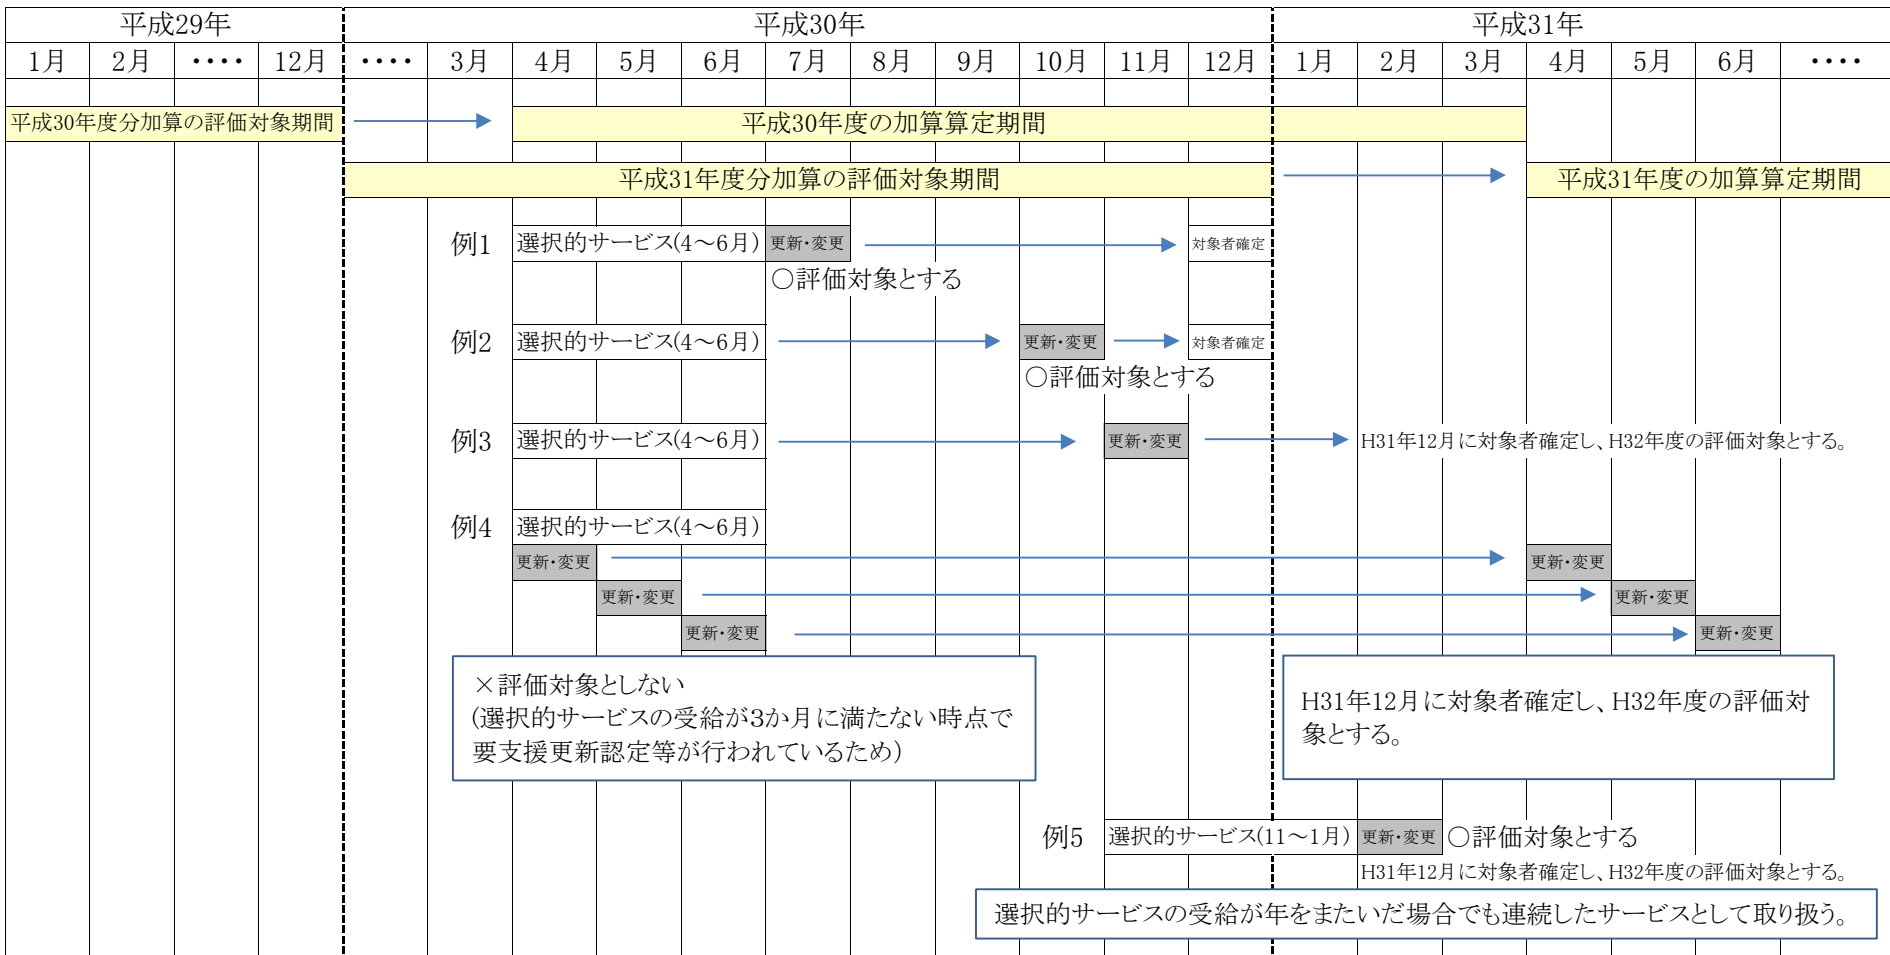 平成29年 平成30年 平成31年
1月 2月 ・・・・ 12月 ・・・・ 3月 4月 5月 6月 7月 8月 9月 10月 11月 12月 1月 2月 3月 4月 5月 6月 ・・・・
平成30年度分加算の評価対象期間 平成30年度の加算算定期間
平成31年度分加算の評価対象期間 平成31年度の加算算定期間
例1 選択的サービス(4～6月) 更新・変更 対象者確定
○評価対象とする
例2 選択的サービス(4～6月) 更新・変更 対象者確定
○評価対象とする
例3 選択的サービス(4～6月) 更新・変更 H31年12月に対象者確定し、H32年度の評価対象とする。
例4 選択的サービス(4～6月)
更新・変更 更新・変更
更新・変更 更新・変更
更新・変更 更新・変更
×評価対象としない
(選択的サービスの受給が3か月に満たない時点で
要支援更新認定等が行われているため)
H31年12月に対象者確定し、H32年度の評価対
象とする。
例5 選択的サービス(11～1月) 更新・変更 ○評価対象とする
H31年12月に対象者確定し、H32年度の評価対象とする。
選択的サービスの受給が年をまたいだ場合でも連続したサービスとして取り扱う。